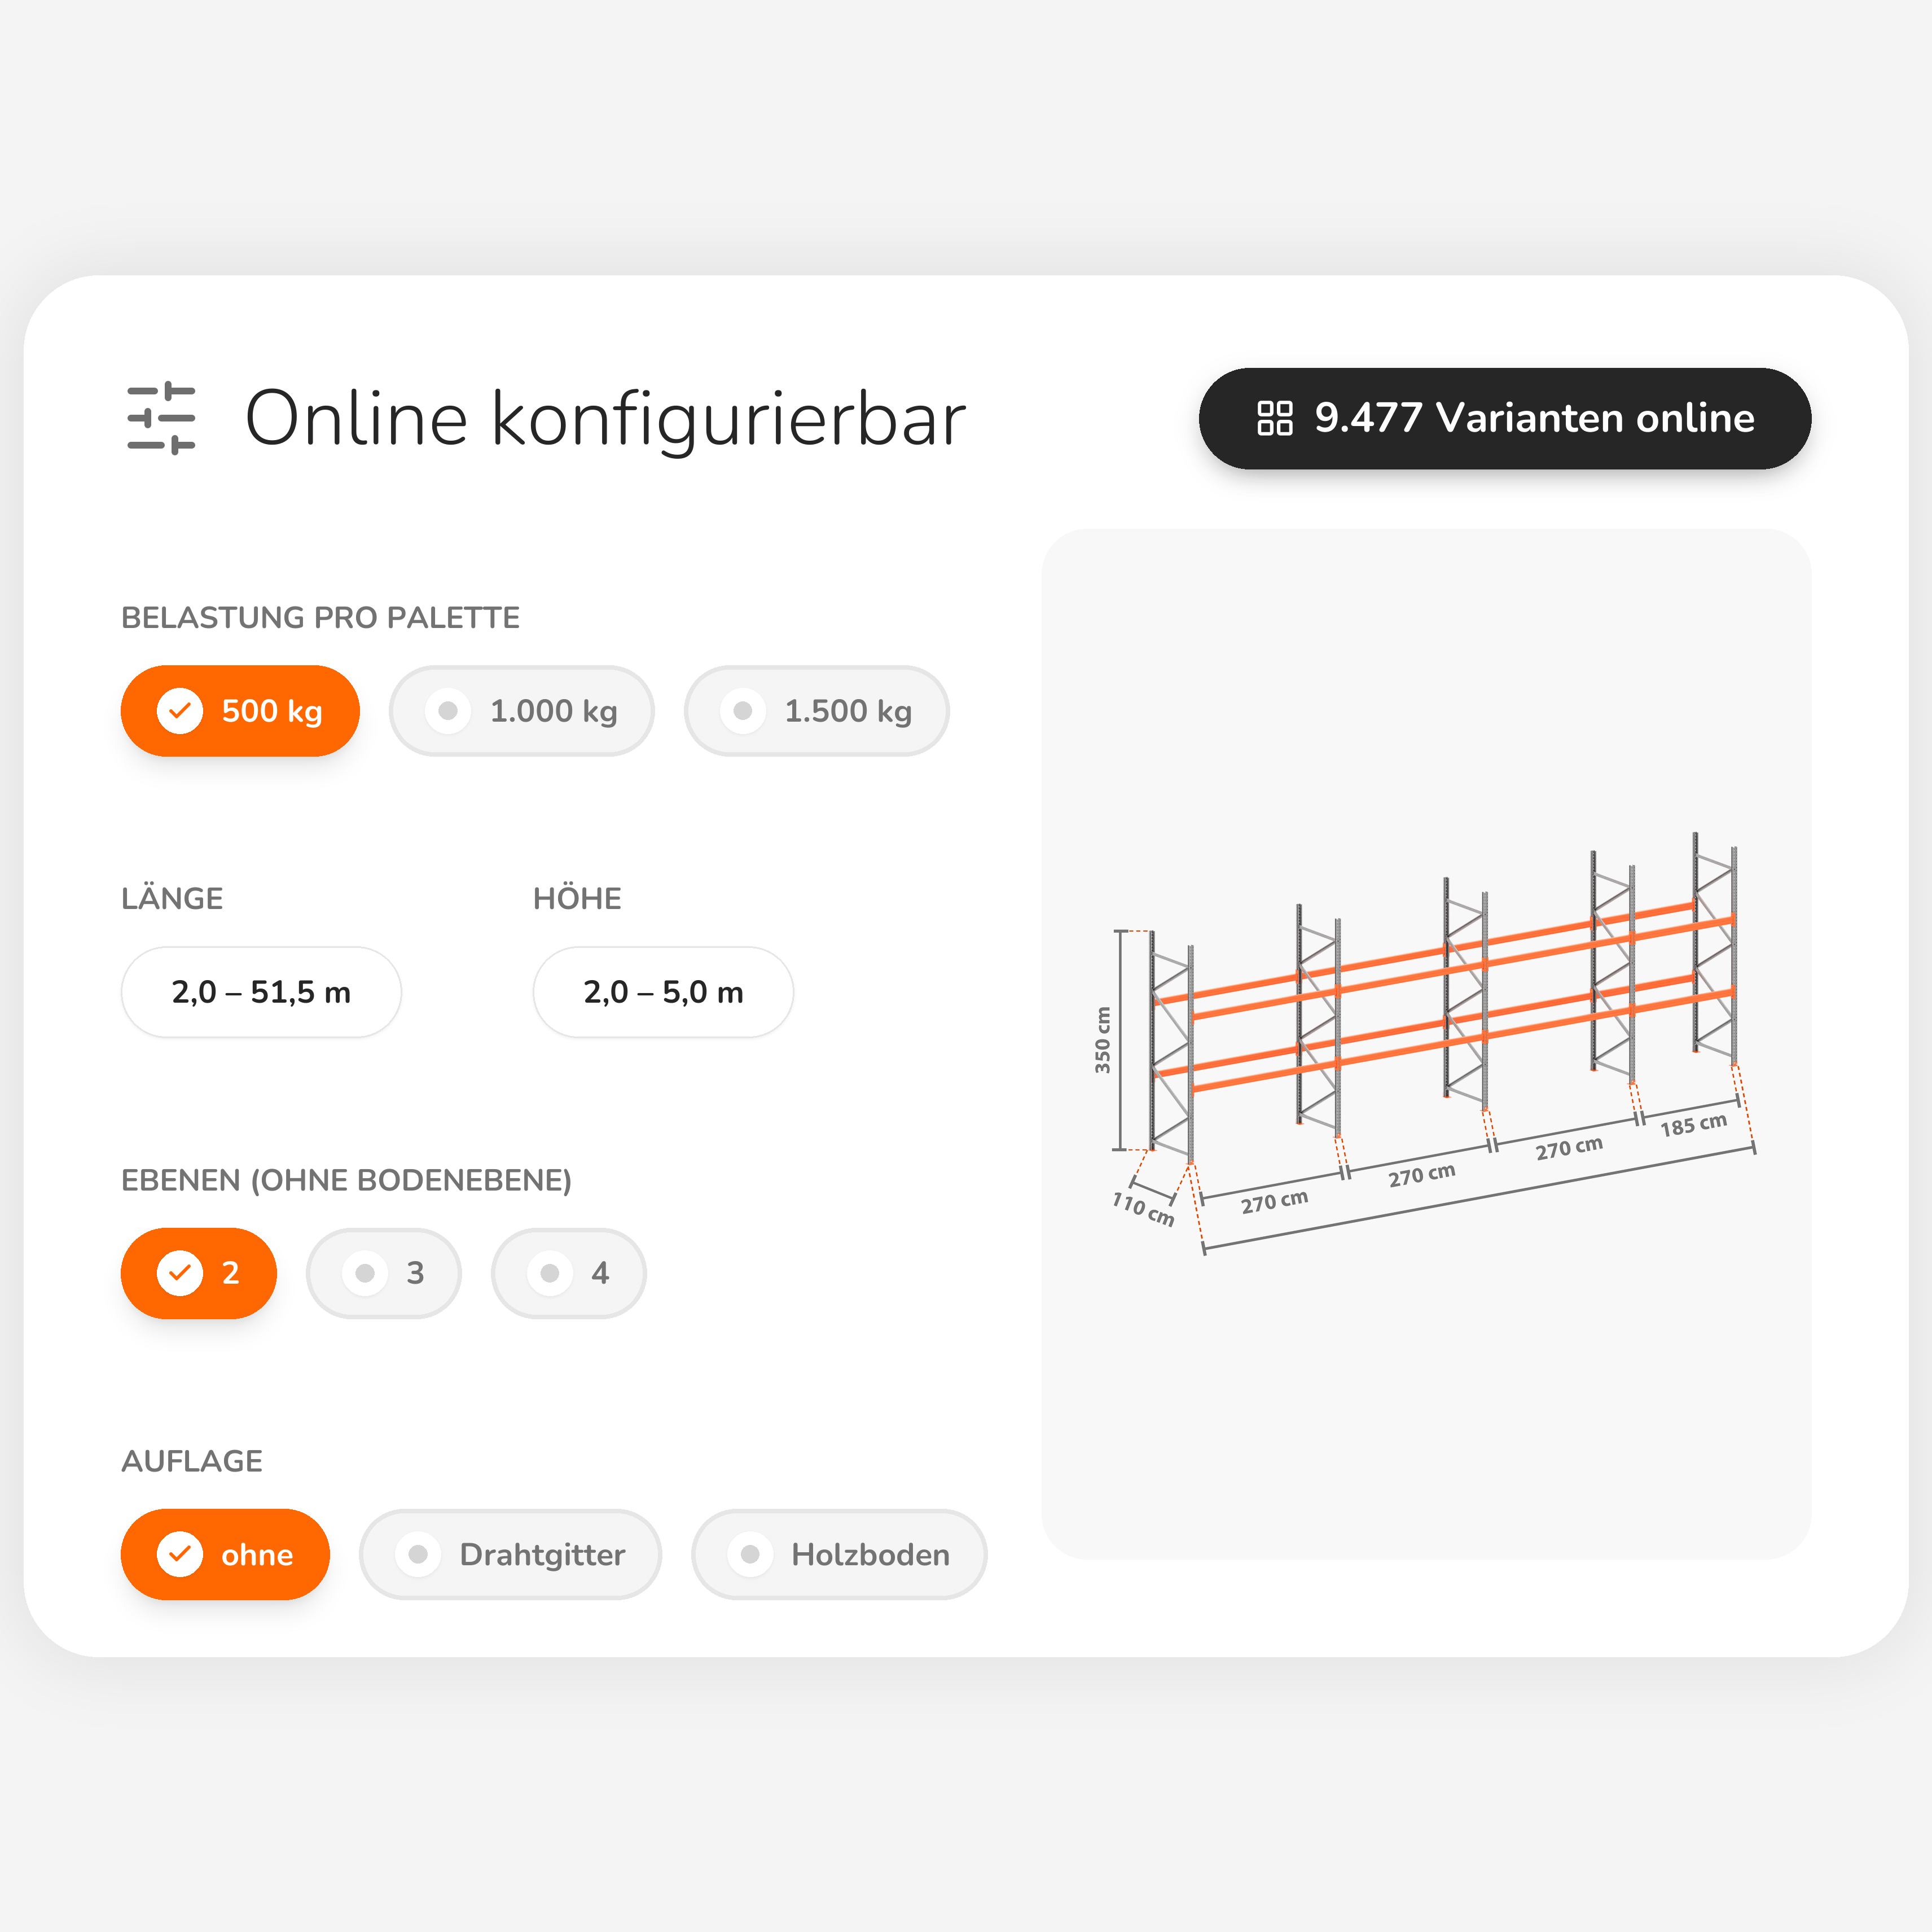 Online konfigurierbar
9.477 Varianten online
BELASTUNG PRO PALETTE
500 kg
1.000 kg
1.500 kg
LÄNGE
HÖHE
2,0 – 51,5 m
2,0 – 5,0 m
EBENEN (OHNE BODENEBENE)
2
3
4
AUFLAGE
ohne
Drahtgitter
Holzboden
350 cm
110 cm
270 cm
270 cm
270 cm
185 cm